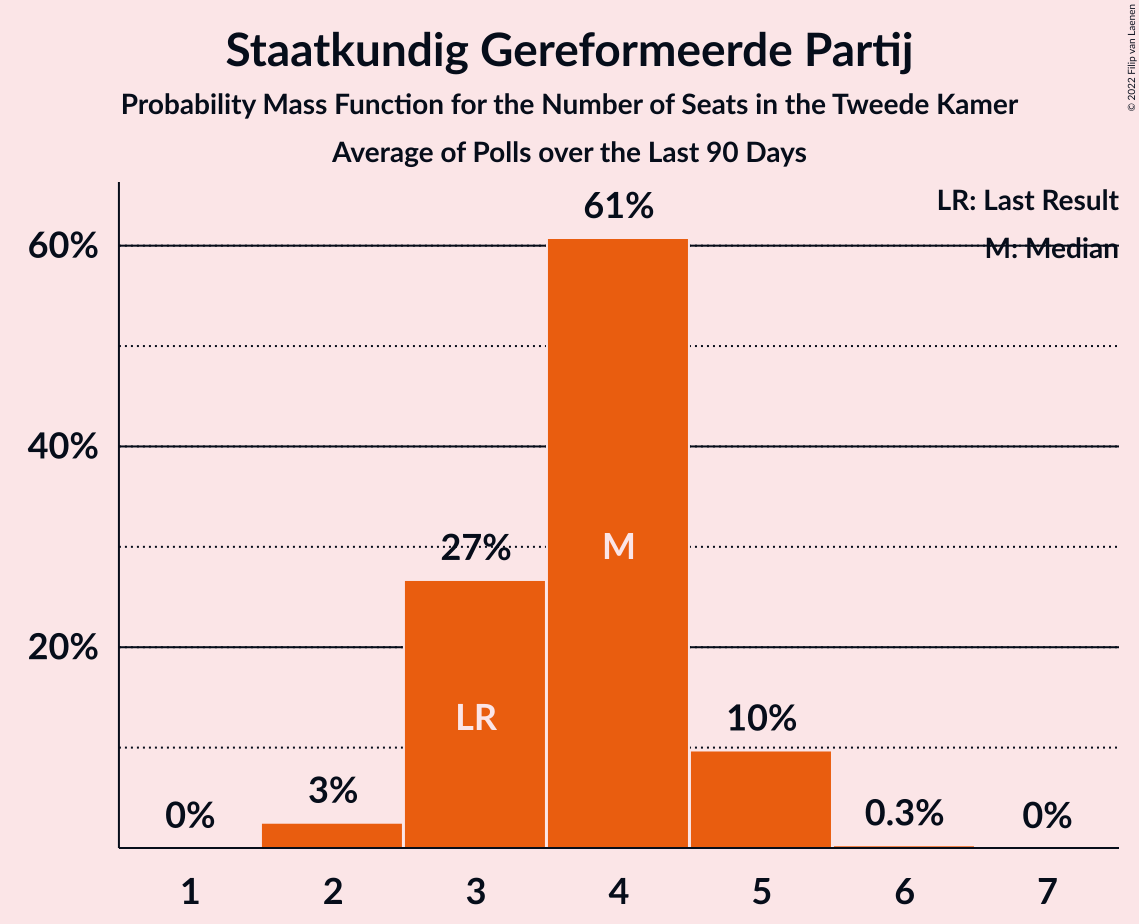 Staatkundig Gereformeerde Partij
Probability Mass Function for the Number of Seats in the Tweede Kamer
Average of Polls over the Last 90 Days
© 2022 Filip van Laenen
LR: Last Result
M: Median
60%
40%
20%
0%
3%
27%
61%
10%
0.3%
0%
LR
M
1 2 3 4 5 6 7